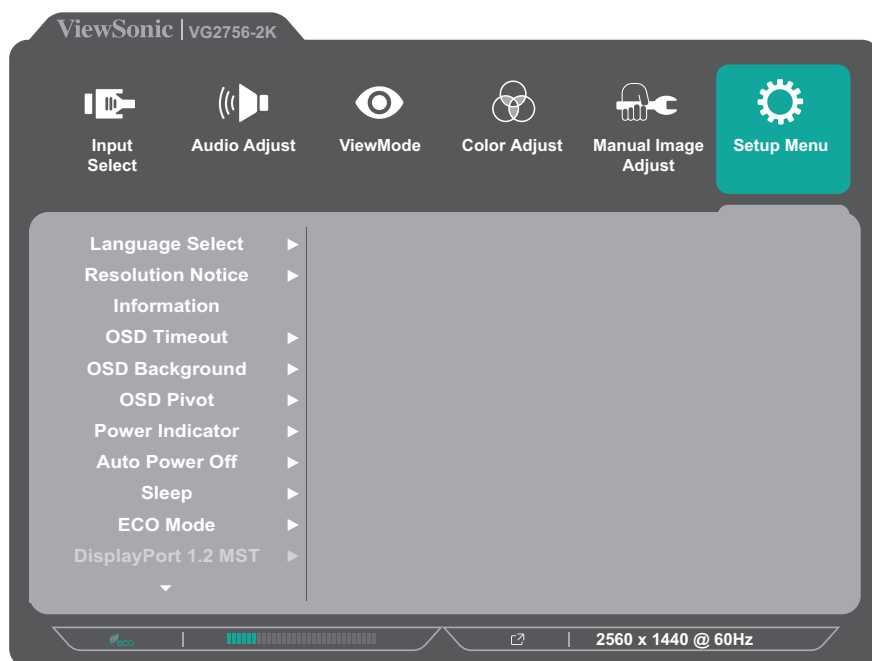 ViewSonic | VG2756-2K
Input Select
Audio Adjust
ViewMode
Color Adjust
Manual Image Adjust
Setup Menu
Language Select
Resolution Notice
Information
OSD Timeout
OSD Background
OSD Pivot
Power Indicator
Auto Power Off
Sleep
ECO Mode
DisplayPort 1.2 MST
eco
2560 x 1440 @ 60Hz